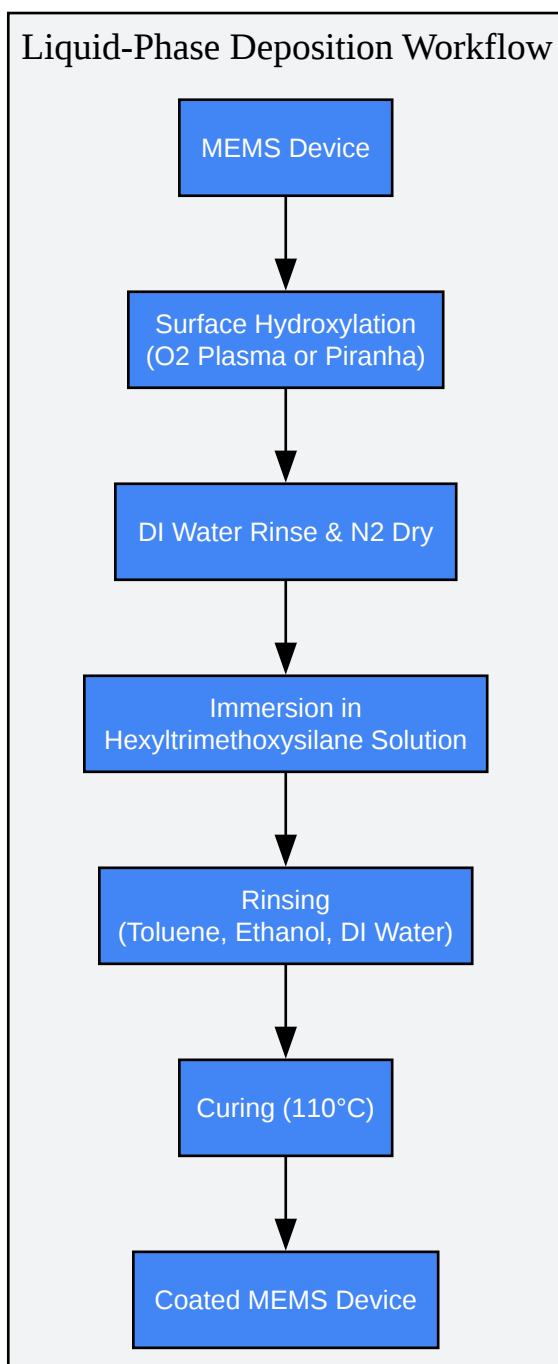 Liquid-Phase Deposition Workflow
MEMS Device
Surface Hydroxylation
(O2 Plasma or Piranha)
DI Water Rinse & N2 Dry
Immersion in
Hexyltrimethoxysilane Solution
Rinsing
(Toluene, Ethanol, DI Water)
Curing (110°C)
Coated MEMS Device